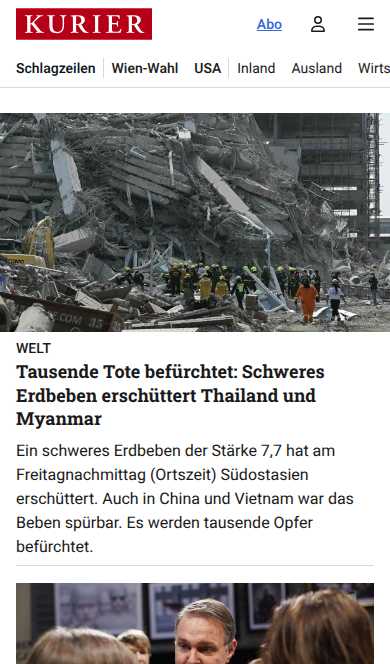 KURIER
Abo
Schlagzeilen Wien-Wahl USA Inland Ausland Wirts
WELT
Tausende Tote befürchtet: Schweres
Erdbeben erschüttert Thailand und
Myanmar
Ein schweres Erdbeben der Stärke 7,7 hat am
Freitagnachmittag (Ortszeit) Südostasien
erschüttert. Auch in China und Vietnam war das
Beben spürbar. Es werden tausende Opfer
befürchtet.